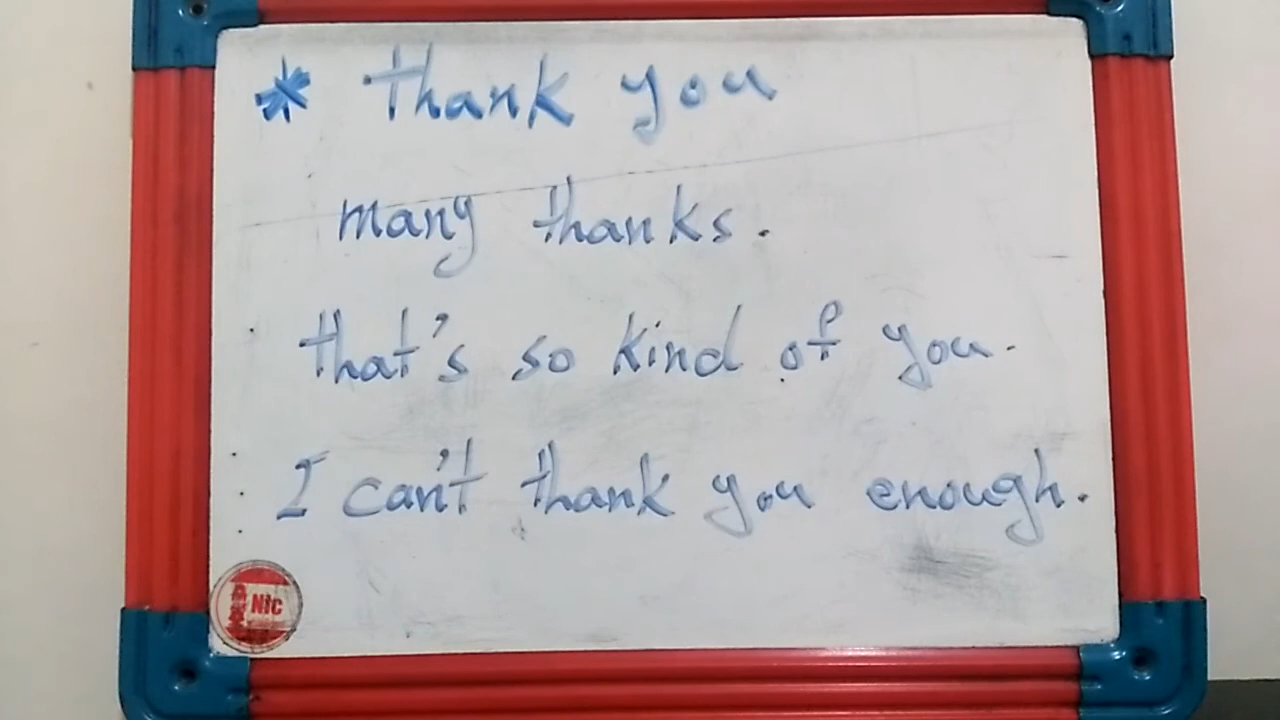 * thank you
many thanks.
that's so kind of you.
I can't thank you enough.
NIC